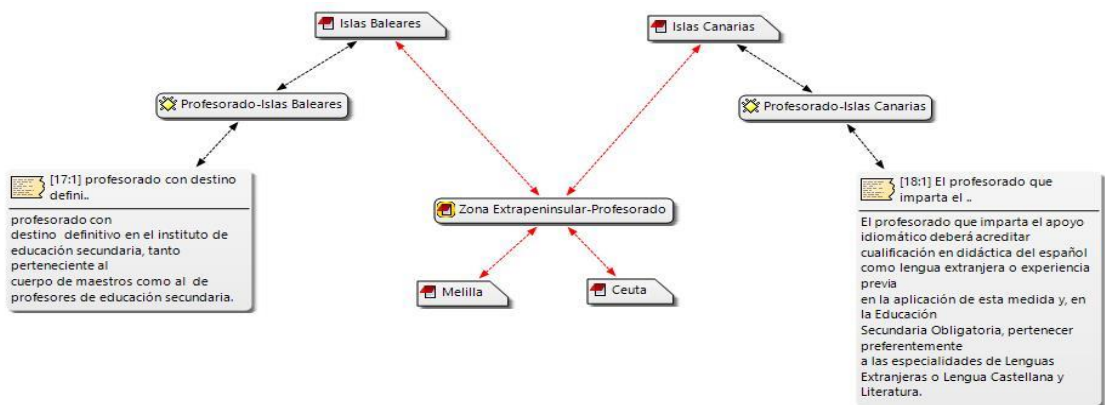 Islas Baleares
Islas Canarias
Profesorado-Islas Baleares
Profesorado-Islas Canarias
[17:1] profesorado con destino
defini..
profesorado con
destino  definitivo en el instituto de
educación secundaria, tanto
perteneciente al
cuerpo de maestros como al  de
profesores de educación secundaria.
Zona Extrapeninsular-Profesorado
Melilla
Ceuta
[18:1] El profesorado que
imparta el ..
El profesorado que imparta el apoyo
idiomático deberá acreditar
cualificación en didáctica del español
como lengua extranjera o experiencia
previa
en la aplicación de esta medida y, en
la Educación
Secundaria Obligatoria, pertenecer
preferentemente
a las especialidades de Lenguas
Extranjeras o Lengua Castellana y
Literatura.